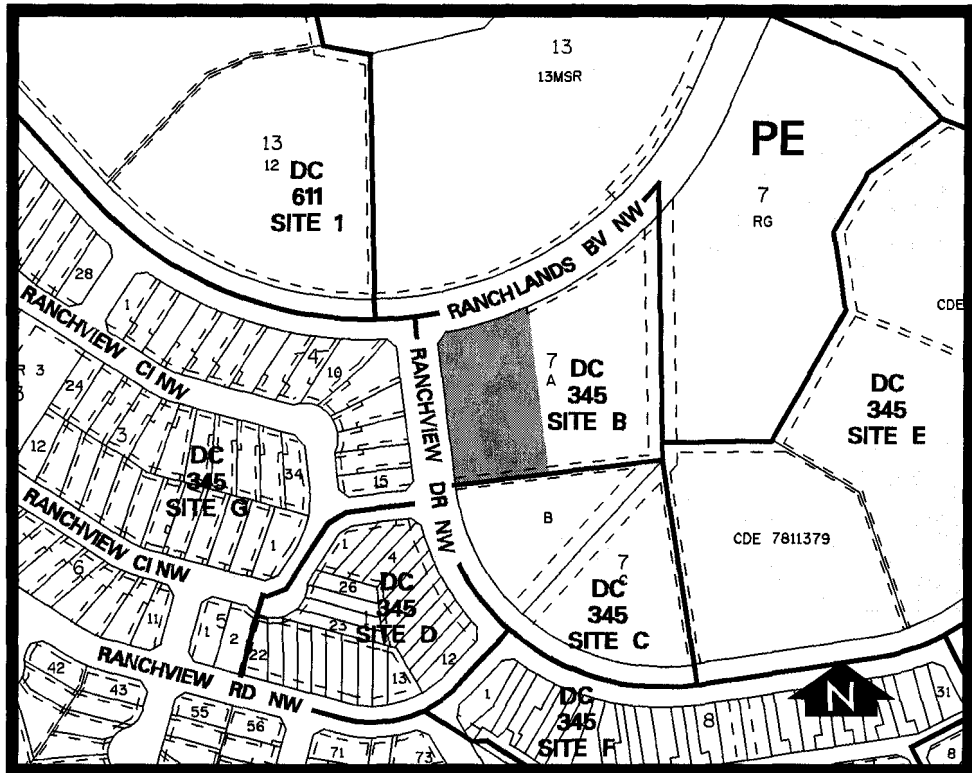 13
13MSR
PE
7
RG
13
12
DC
611
SITE 1
RANCHLANDS BV NW
28
1
4
10
RANCHVIEW CI NW
RANCHVIEW DR NW
7
A
DC
345
SITE B
CDE
DC
345
SITE E
R 3
24
3
12
DC
345
SITE G
34
15
1
RANCHVIEW CI NW
B
CDE 7811379
7
C
DC
345
SITE C
1
4
26
DC
345
SITE D
23
12
13
22
6
11
5
1
2
RANCHVIEW RD NW
42
43
55
56
71
73
1
DC
345
SITE F
8
N
31
8